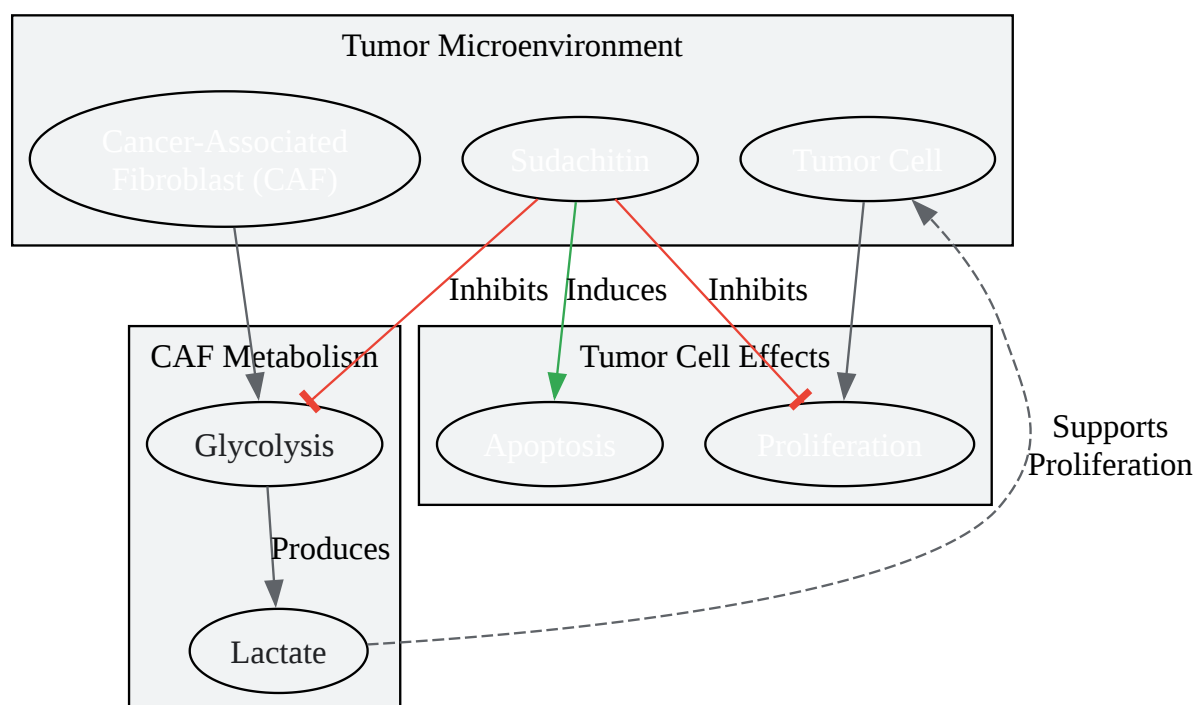 Tumor Microenvironment
Cancer-Associated
Fibroblast (CAF)
Sudachitin
Tumor Cell
Inhibits
Induces
Inhibits
CAF Metabolism
Tumor Cell Effects
Glycolysis
Apoptosis
Proliferation
Supports
Proliferation
Produces
Lactate